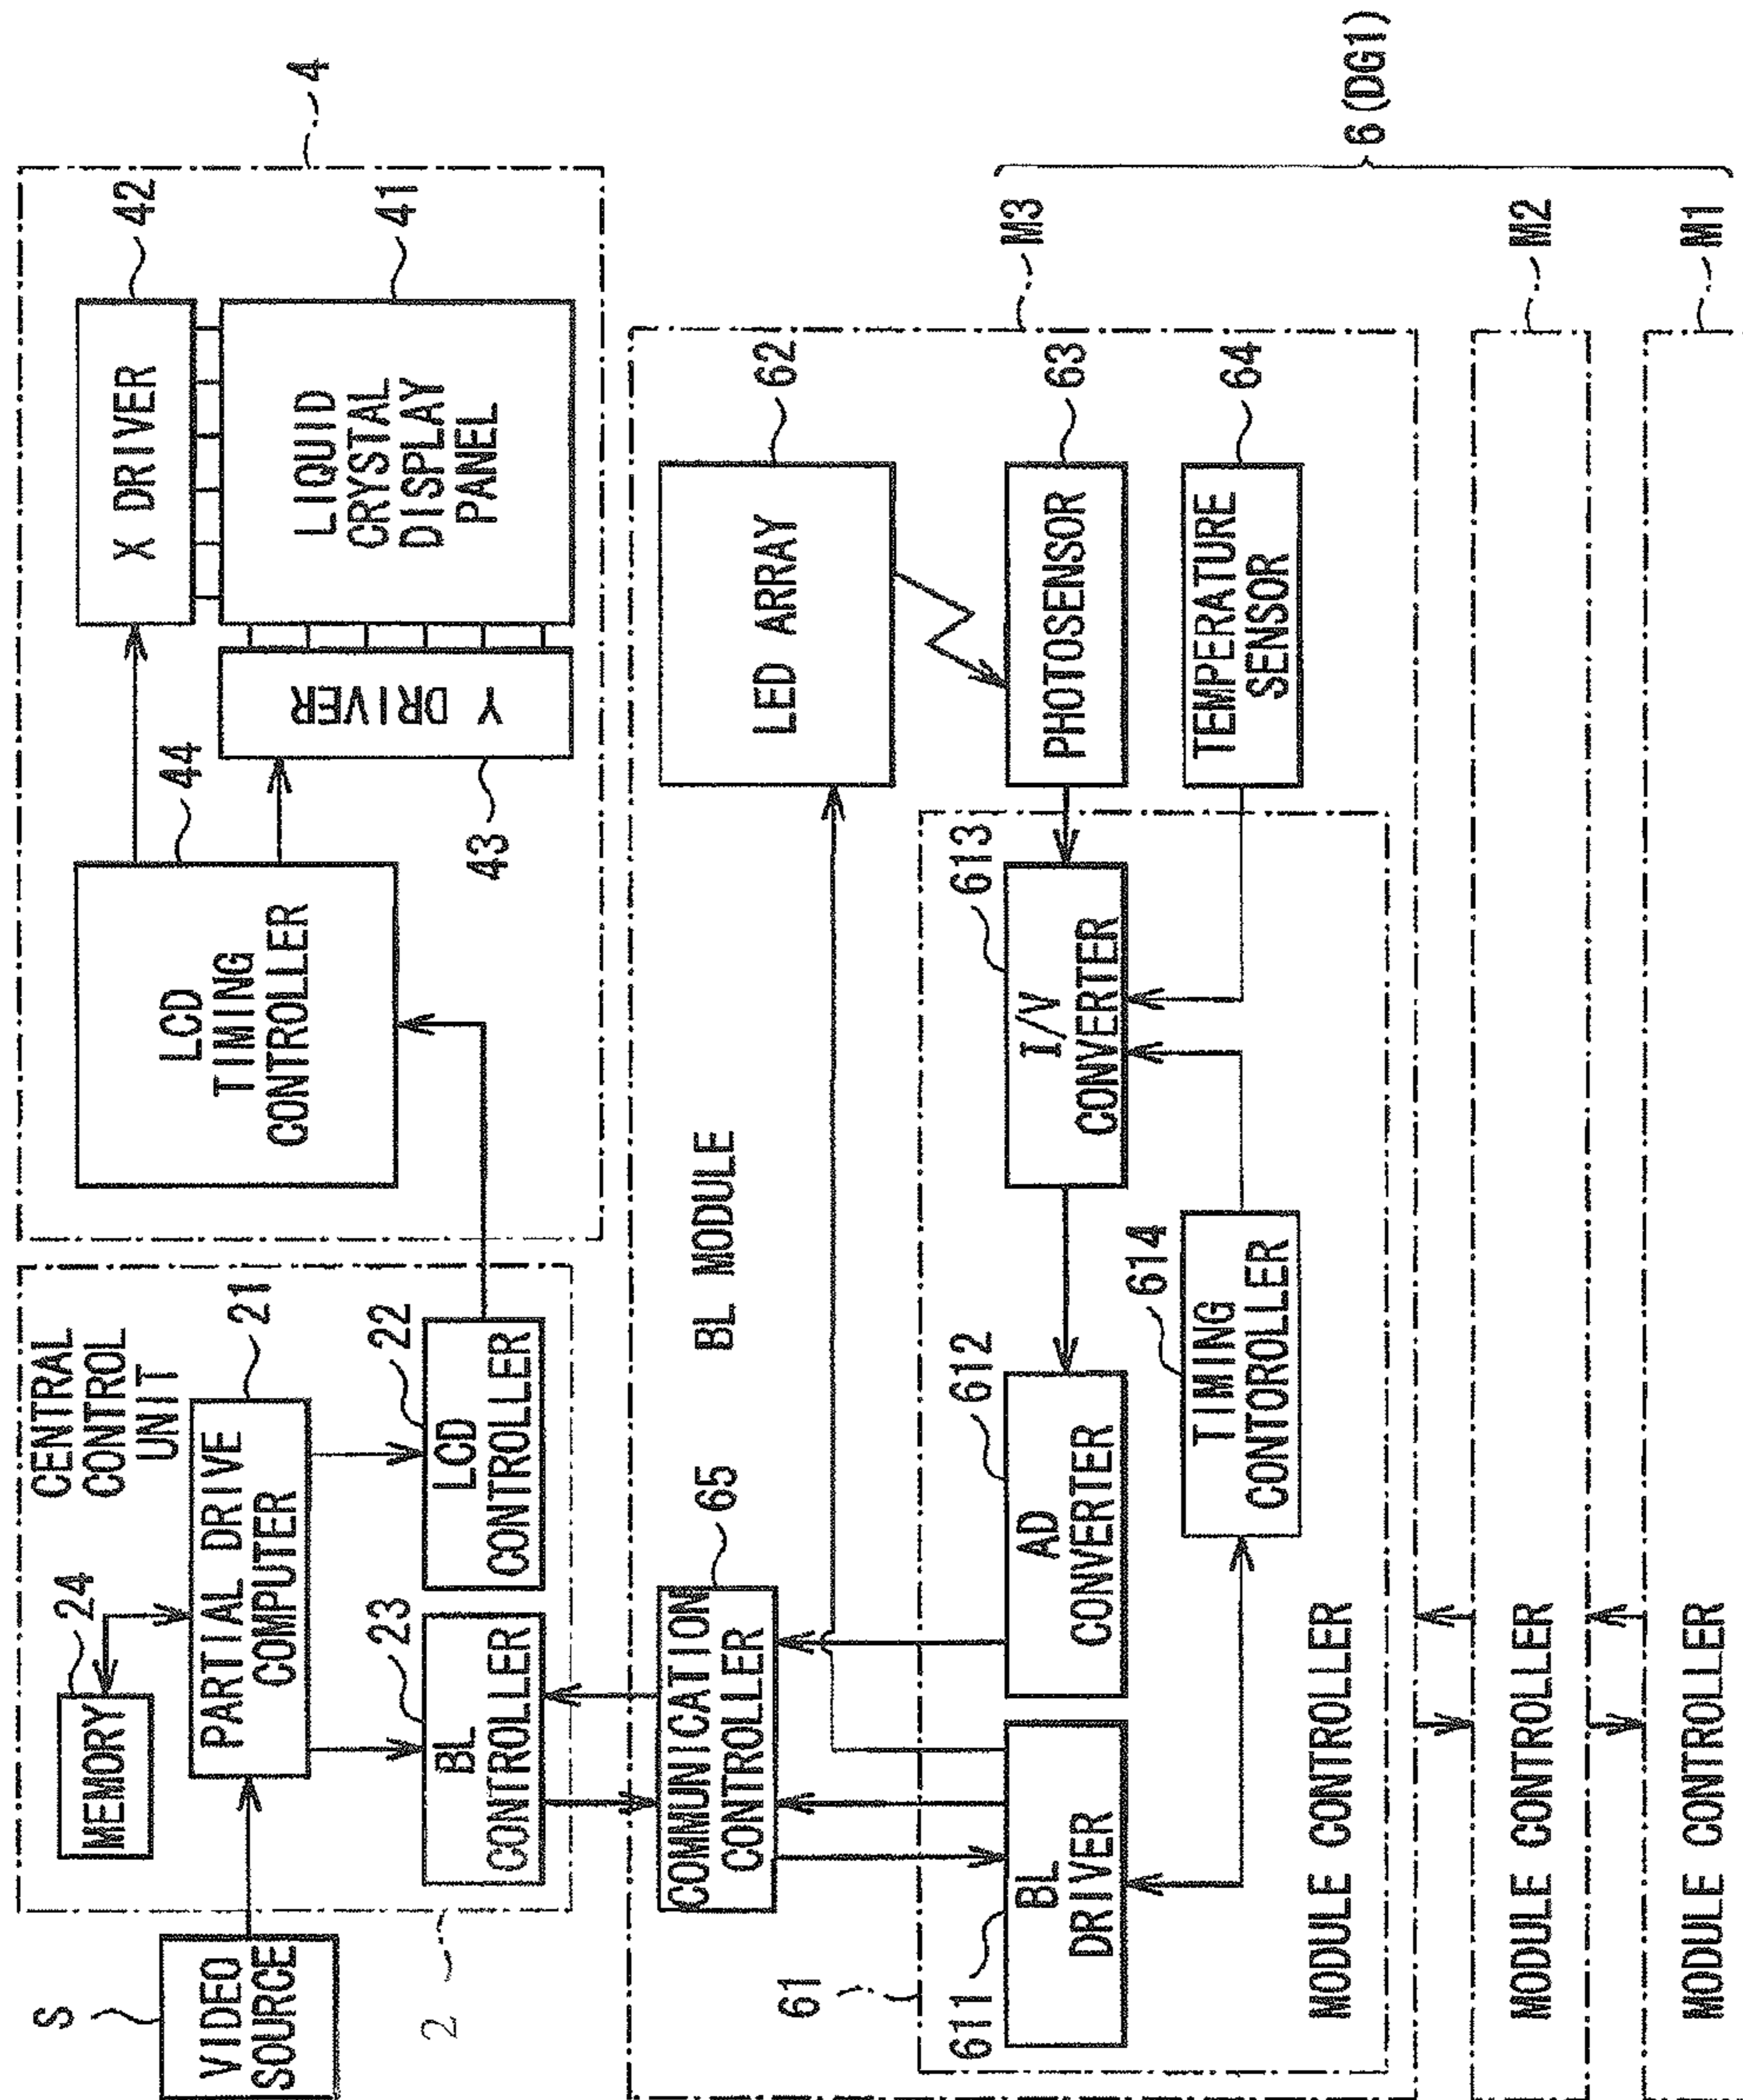 S
VIDEO
SOURCE
2
CENTRAL
CONTROL
UNIT
24
MEMORY
21
PARTIAL DRIVE
COMPUTER
23
BL
CONTROLLER
22
LCD
CONTROLLER
4
44
LCD
TIMING
CONTROLLER
42
X DRIVER
43
Y DRIVER
41
LIQUID
CRYSTAL
DISPLAY
PANEL
BL MODULE
M3
65
COMMUNICATION
CONTROLLER
62
LED ARRAY
63
PHOTOSENSOR
64
TEMPERATURE
SENSOR
61
611
BL
DRIVER
612
AD
CONVERTER
613
I/V
CONVERTER
614
TIMING
CONTORROLLER
MODULE CONTROLLER
MODULE CONTROLLER
M2
MODULE CONTROLLER
M1
6(DG1)